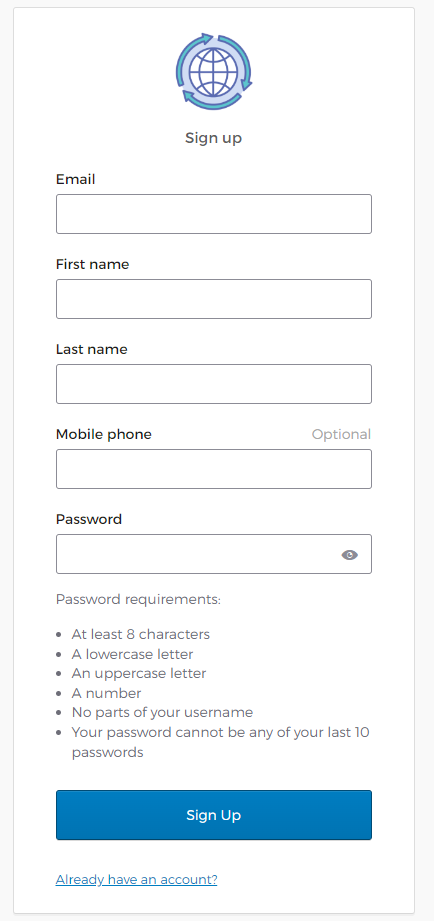 Sign up
Email
First name
Last name
Mobile phone Optional
Password
Password requirements:
At least 8 characters
A lowercase letter
An uppercase letter
A number
No parts of your username
Your password cannot be any of your last 10
passwords
Sign Up
Already have an account?